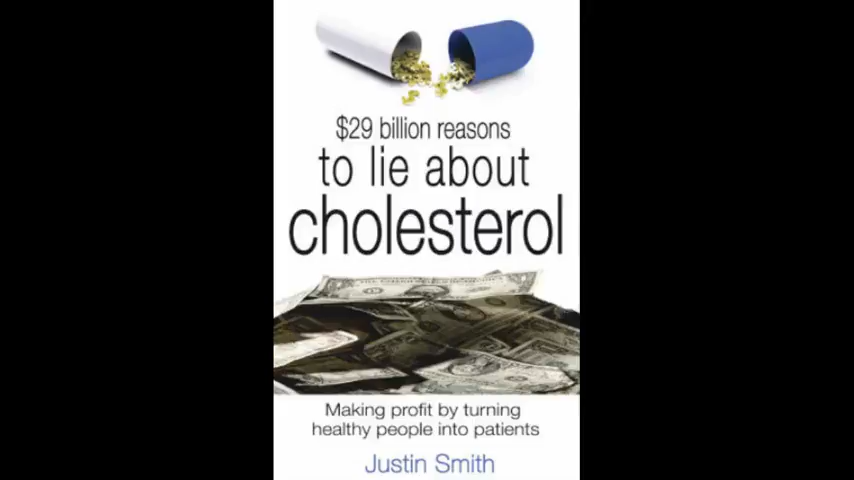 $29 billion reasons
to lie about
cholesterol
Making profit by turning
healthy people into patients
Justin Smith